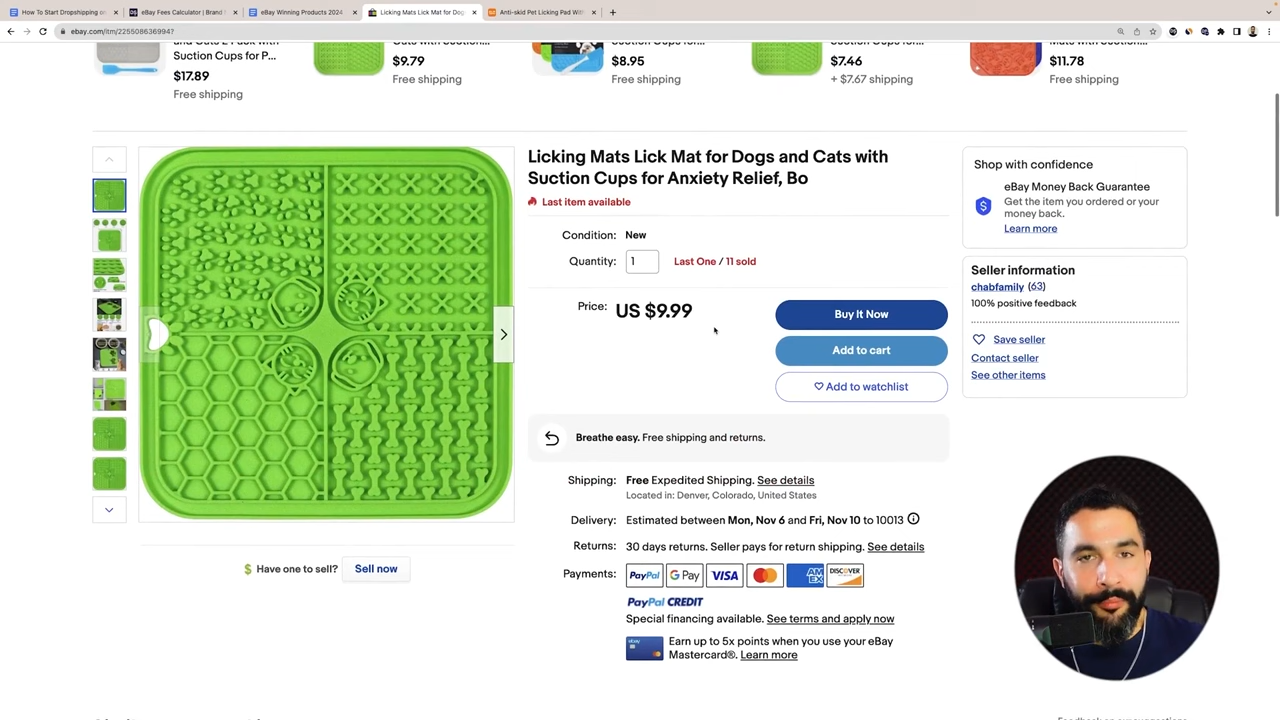 How To Start Dropshipping on
eBay Fees Calculator | Brand
eBay Winning Products 2024
Licking Mats Lick Mat for Dog
Anti-skid Pet Licking Pad With
ebay.com/itm/225508636994?
and Cats 2 Pack with
Suction Cups for P...
$17.89
Free shipping
Cats with Suction...
$9.79
Free shipping
Suction Cups for...
$8.95
Free shipping
Suction Cups for...
$7.46
+ $7.67 shipping
Mats with Suction...
$11.78
Free shipping
Licking Mats Lick Mat for Dogs and Cats with
Suction Cups for Anxiety Relief, Bo
Last item available
Condition: New
Quantity: 1 Last One / 11 sold
Price: US $9.99
Buy It Now
Add to cart
Add to watchlist
Breathe easy. Free shipping and returns.
Shipping: Free Expedited Shipping. See details
Located in: Denver, Colorado, United States
Delivery: Estimated between Mon, Nov 6 and Fri, Nov 10 to 10013
Returns: 30 days returns. Seller pays for return shipping. See details
Payments: PayPal G Pay VISA MasterCard AM EX DISCOVER
PayPal CREDIT
Special financing available. See terms and apply now
ebay
Earn up to 5x points when you use your eBay
Mastercard®. Learn more
Have one to sell? Sell now
Shop with confidence
eBay Money Back Guarantee
Get the item you ordered or your
money back.
Learn more
Seller information
chabfamily (63)
100% positive feedback
Save seller
Contact seller
See other items